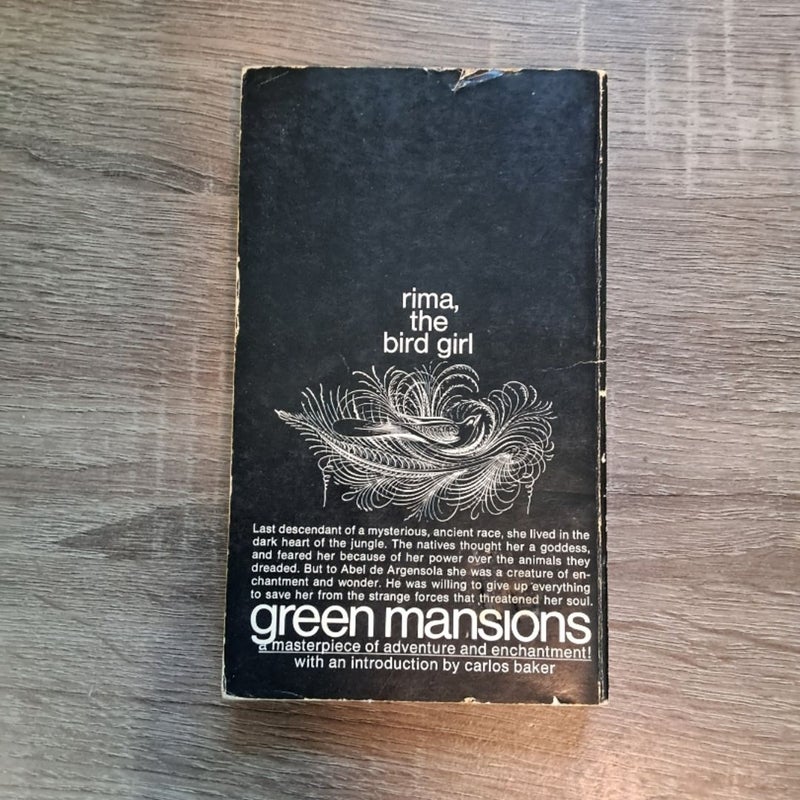 rima,
the
bird girl
Last descendant of a mysterious, ancient race, she lived in the
dark heart of the jungle. The natives thought her a goddess,
and feared her because of her power over the animals they
dreaded. But to Abel de Argensola she was a creature of en-
chantment and wonder. He was willing to give up everything
to save her from the strange forces that threatened her soul.
green mansions
a masterpiece of adventure and enchantment!
with an introduction by carlos baker